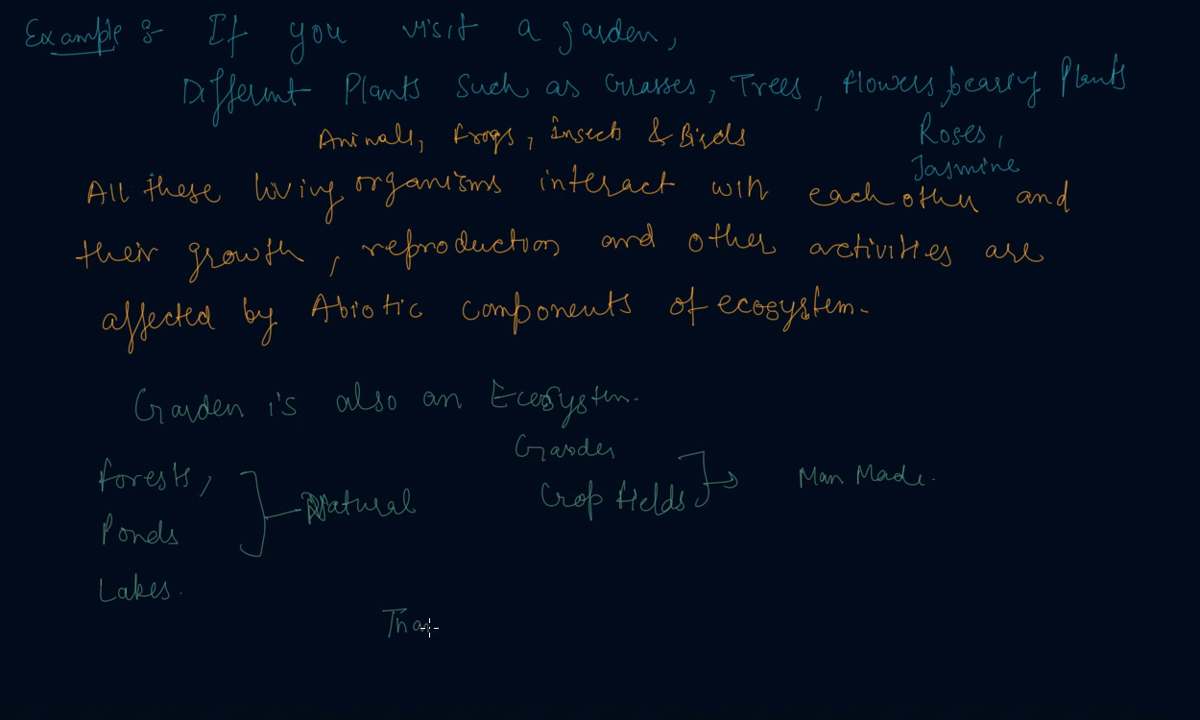 Example :- If you visit a garden,
Different Plants Such as Grasses, Trees, flowers bearing Plants
Roses,
Jasmine
Animals, frogs, insects & Birds
All these living organisms interact with each other and
their growth, reproduction and other activities are
affected by Abiotic components of ecosystem.
Garden is also an Ecosystem.
forests,
Ponds
Lakes.
Natural
Garden
Crop fields
Man Made.
Tha